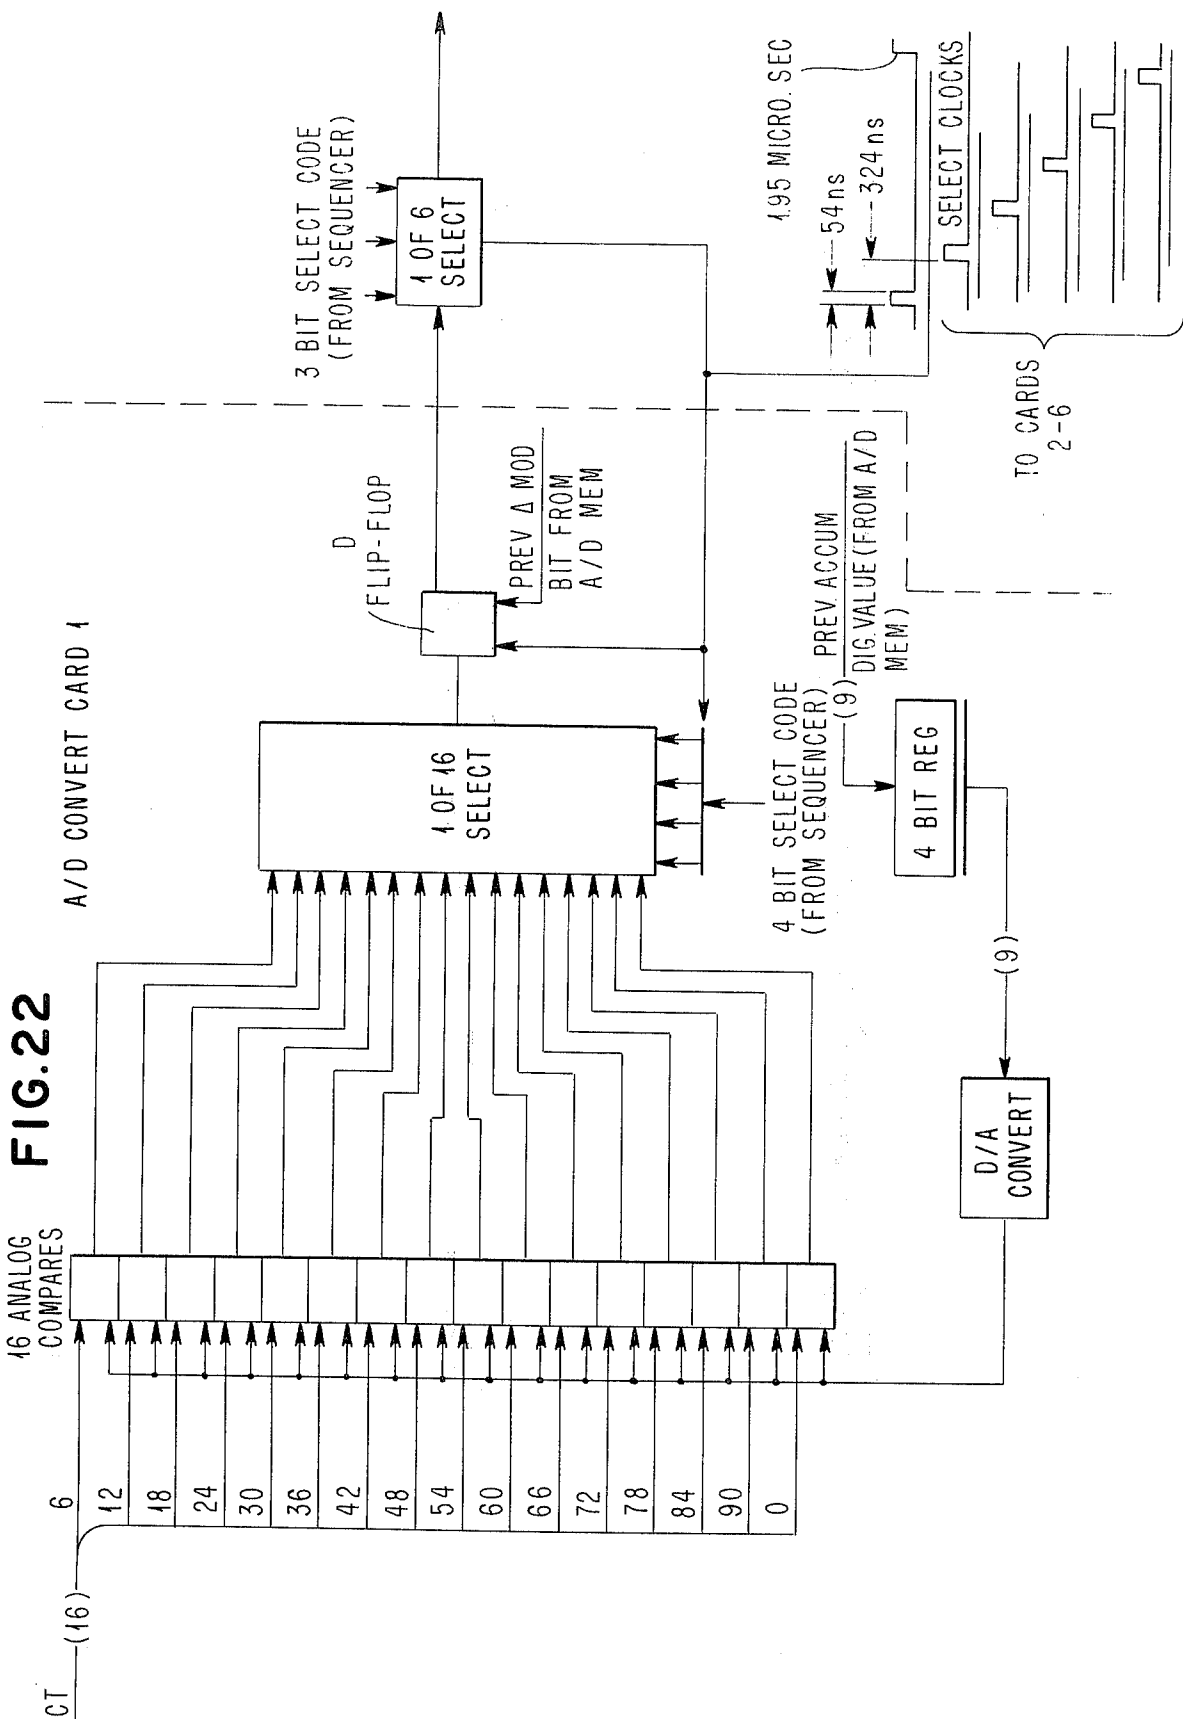 FIG.22
A/D CONVERT CARD 1
CT
(16)
16 ANALOG
COMPARES
6
12
18
24
30
36
42
48
54
60
66
72
78
84
90
0
1 OF 16
SELECT
4 BIT SELECT CODE
(FROM SEQUENCER)
D
FLIP-FLOP
PREV Δ MOD
BIT FROM
A/D MEM
3 BIT SELECT CODE
(FROM SEQUENCER)
1 OF 6
SELECT
PREV. ACCUM
DIG. VALUE (FROM A/D
MEM)
(9)
4 BIT REG
(9)
D/A
CONVERT
1.95 MICRO. SEC
54ns
324ns
SELECT CLOCKS
TO CARDS
2-6